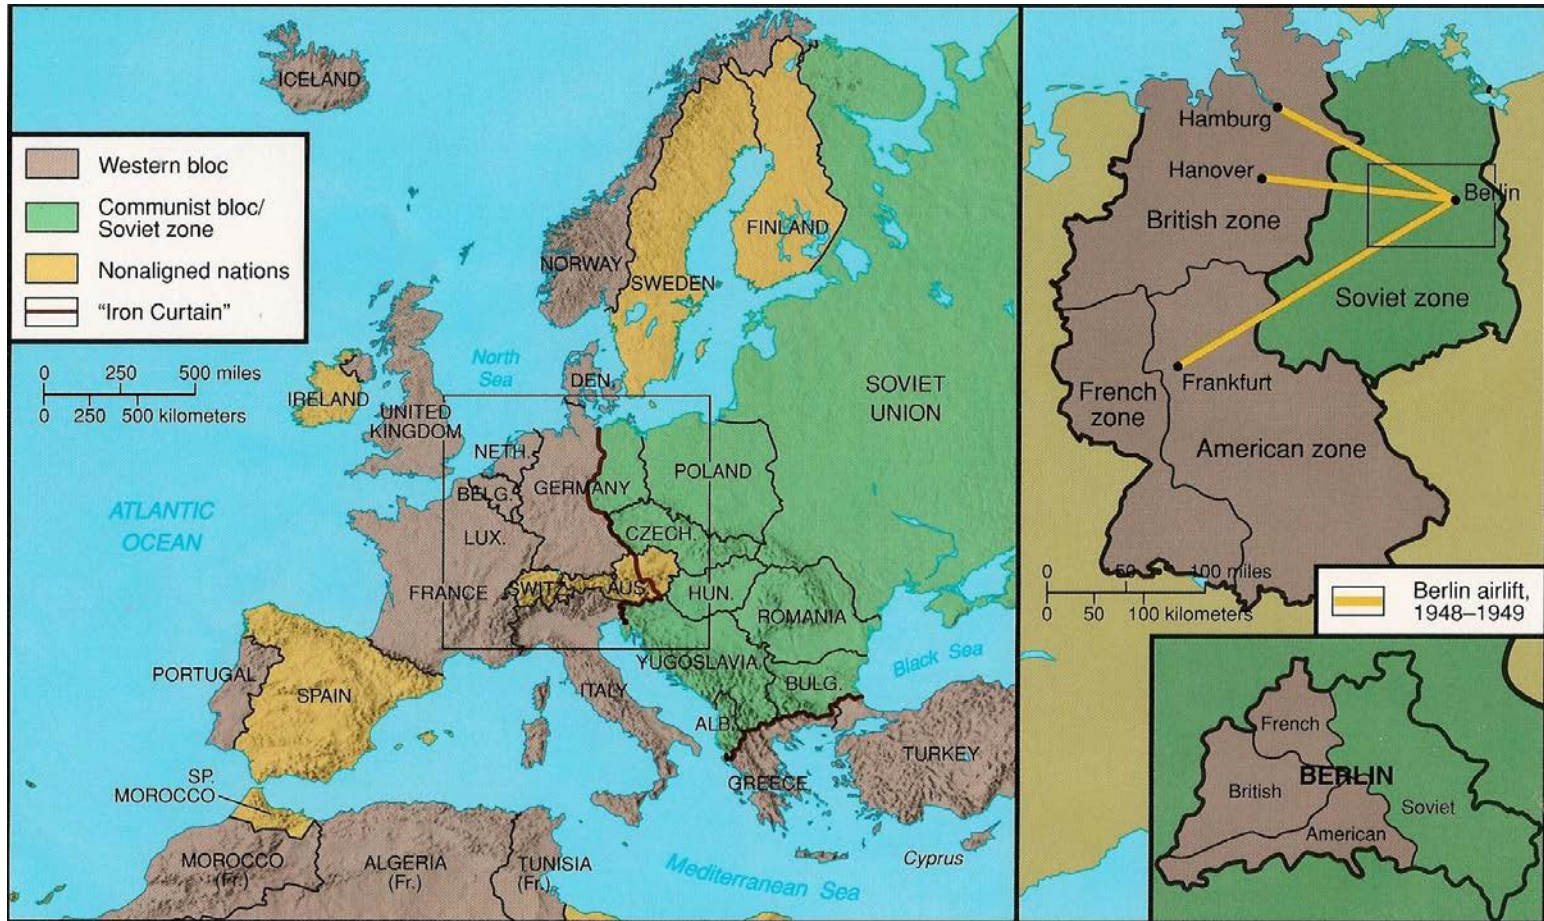 ICELAND
Western bloc
Communist bloc/
Soviet zone
Nonaligned nations
"Iron Curtain"
0 250 500 miles
0 250 500 kilometers
NORWAY
SWEDEN
FINLAND
North
Sea
DEN.
IRELAND
UNITED
KINGDOM
SOVIET
UNION
NETH.
BELG.
GERMANY
POLAND
ATLANTIC
OCEAN
LUX.
CZECH.
FRANCE
SWITZ.
AUS.
HUN.
ROMANIA
YUGOSLAVIA
Black Sea
PORTUGAL
SPAIN
ITALY
BULG.
ALB.
GREECE
TURKEY
SP.
MOROCCO
MOROCCO
(Fr.)
ALGERIA
(Fr.)
TUNISIA
(Fr.)
Mediterranean Sea
Cyprus
Hamburg
Hanover
Berlin
British zone
Soviet zone
Frankfurt
French
zone
American zone
0 50 100 miles
0 50 100 kilometers
Berlin airlift,
1948–1949
French
BERLIN
British
Soviet
American